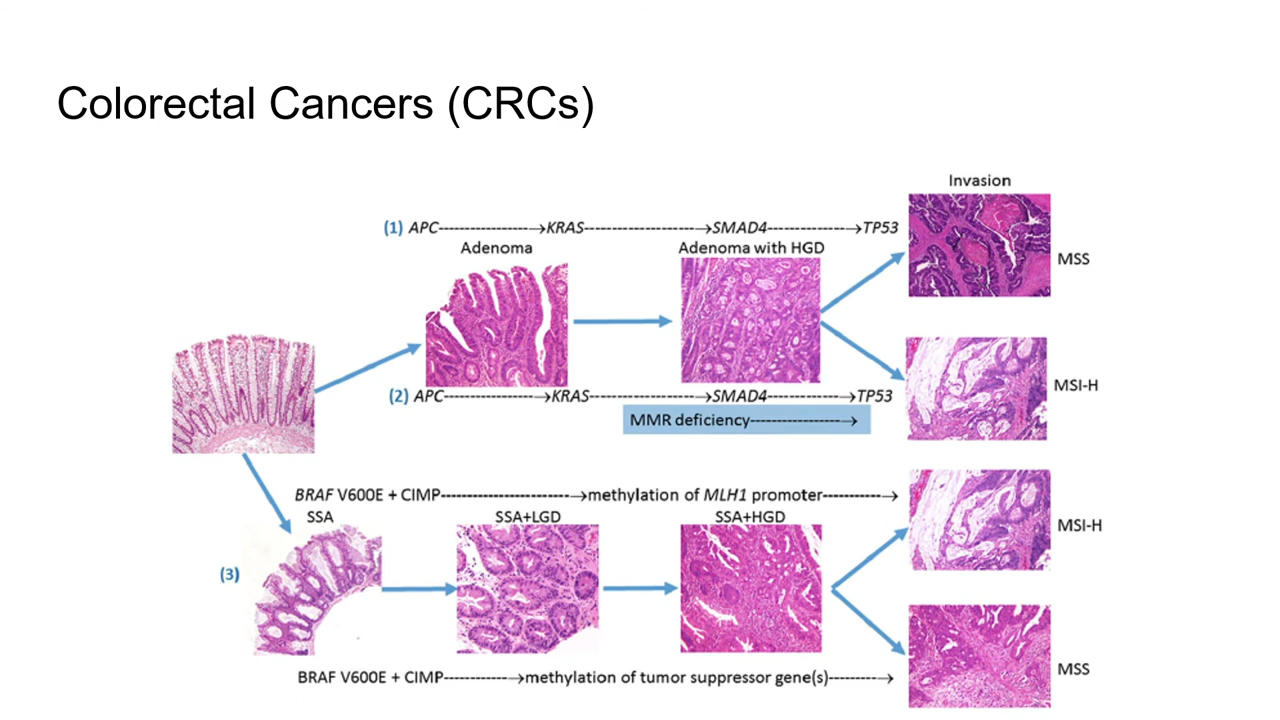 Colorectal Cancers (CRCs)
Invasion
(1) APC--------------------→KRAS-----------------------→SMAD4----------------→TP53
Adenoma
Adenoma with HGD
MSS
MSI-H
(2) APC--------------------→KRAS-----------------------→SMAD4----------------→TP53
MMR deficiency-------------------→
BRAF V600E + CIMP------------------------→methylation of MLH1 promoter-------------→
SSA
SSA+LGD
SSA+HGD
MSI-H
(3)
BRAF V600E + CIMP------------→methylation of tumor suppressor gene(s)-----------→
MSS